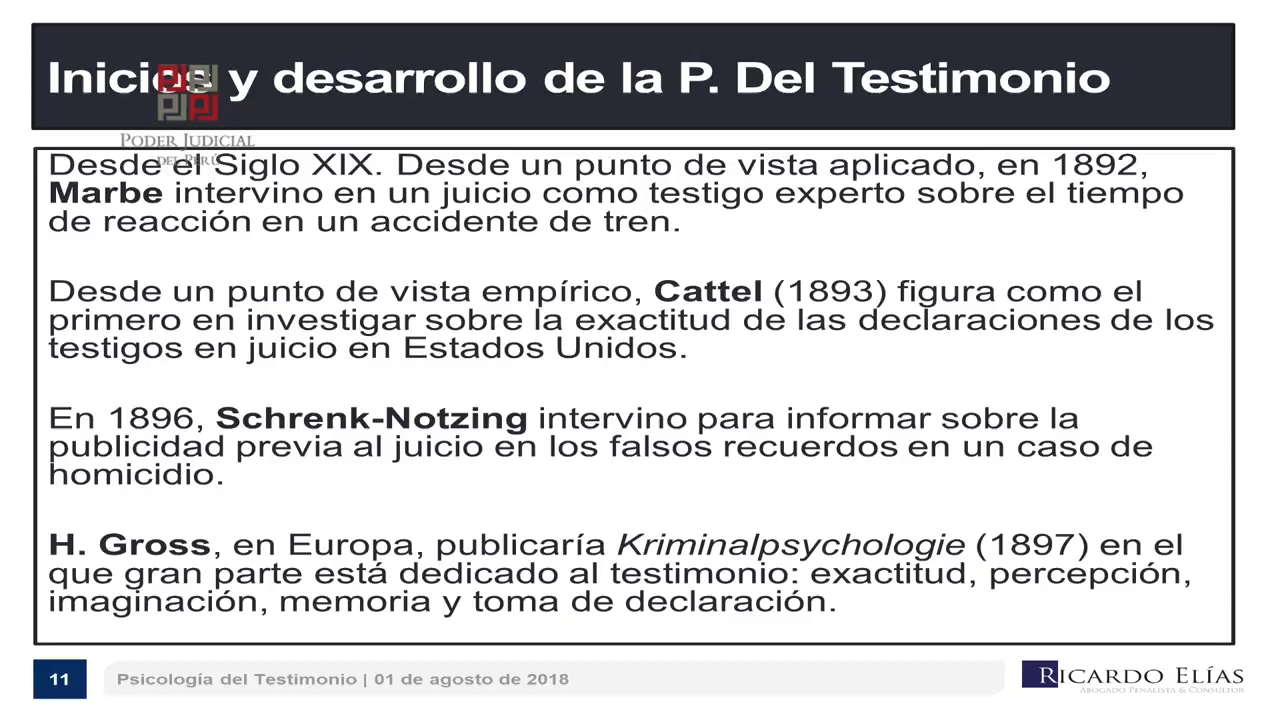 Inicios y desarrollo de la P. Del Testimonio
PODER JUDICIAL
DEL PERÚ
Desde el Siglo XIX. Desde un punto de vista aplicado, en 1892,
Marbe intervino en un juicio como testigo experto sobre el tiempo
de reacción en un accidente de tren.
Desde un punto de vista empírico, Cattel (1893) figura como el
primero en investigar sobre la exactitud de las declaraciones de los
testigos en juicio en Estados Unidos.
En 1896, Schrenk-Notzing intervino para informar sobre la
publicidad previa al juicio en los falsos recuerdos en un caso de
homicidio.
H. Gross, en Europa, publicaría Kriminalpsychologie (1897) en el
que gran parte está dedicado al testimonio: exactitud, percepción,
imaginación, memoria y toma de declaración.
11
Psicología del Testimonio | 01 de agosto de 2018
RICARDO ELÍAS
ABOGADO PENALISTA & CONSULTOR